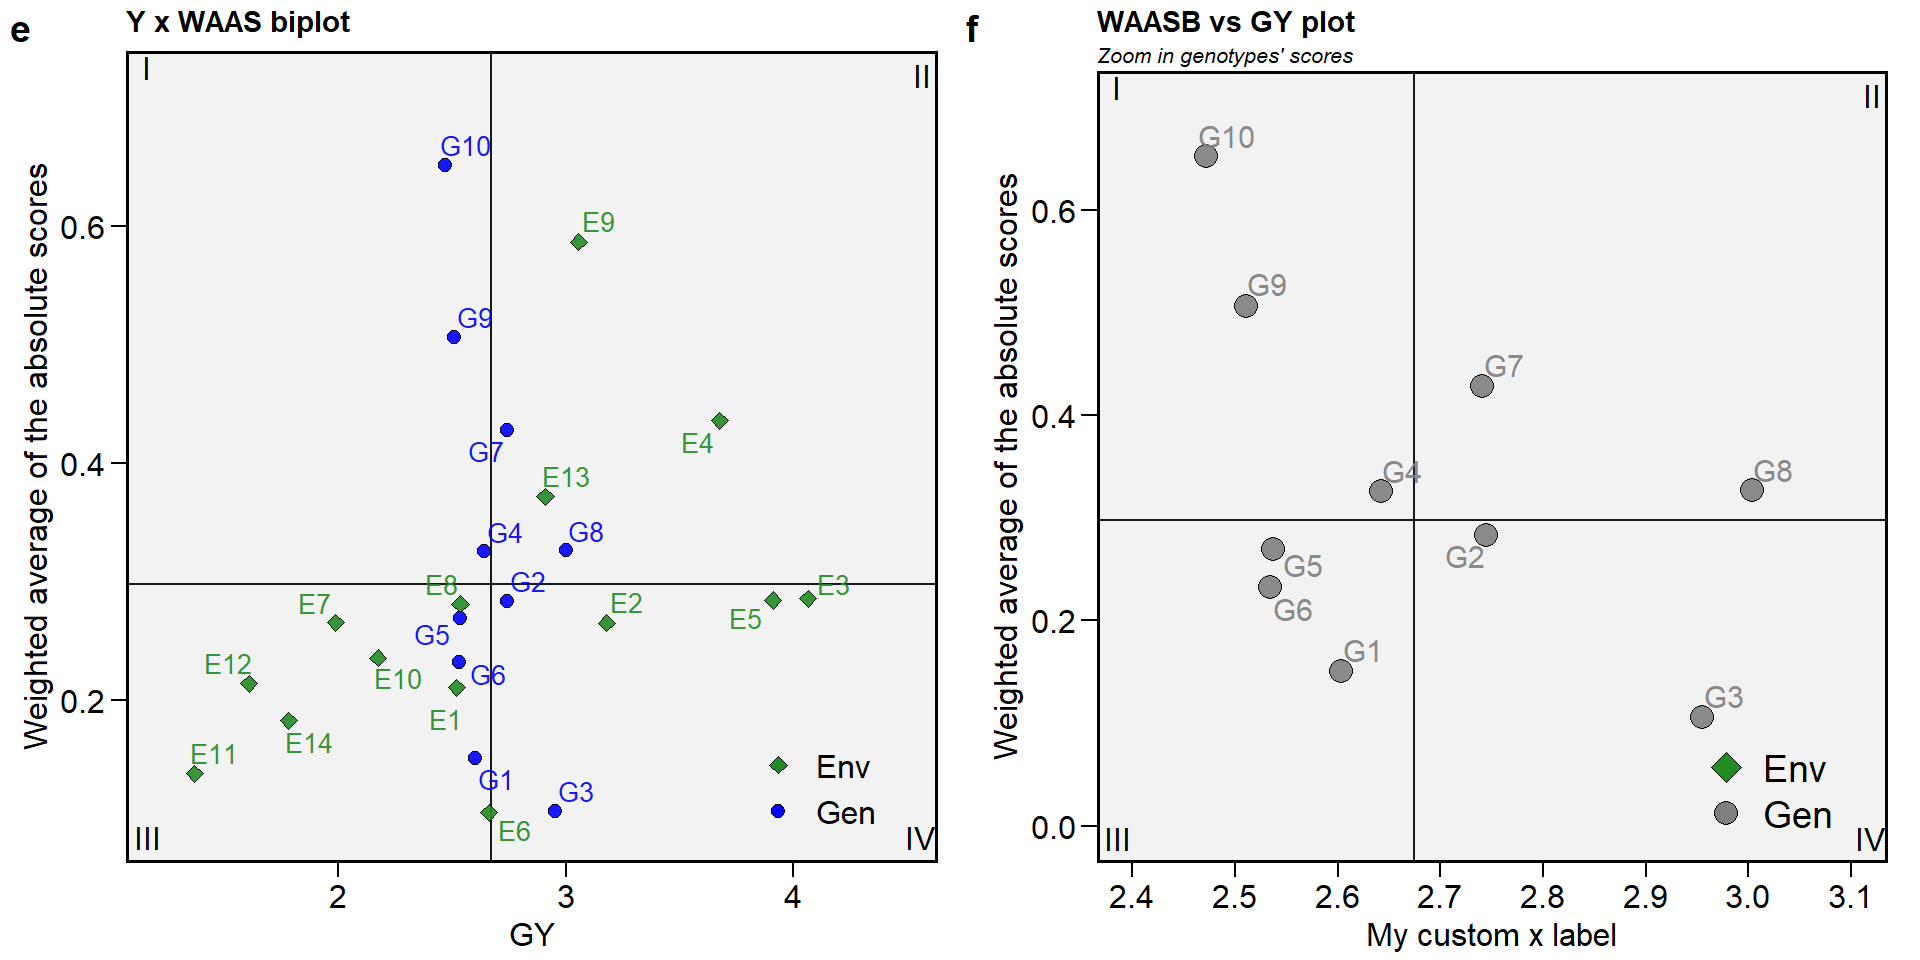 e
Y x WAAS biplot
I
II
G10
E9
G9
E4
G7
E13
G4
G8
E8
G2
E7
E2
E3
E5
G5
E12
E10
G6
E1
E14
E11
G1
G3
E6
Env
Gen
III
IV
0.6
0.4
0.2
2
3
4
GY
Weighted average of the absolute scores
f
WAASB vs GY plot
Zoom in genotypes' scores
I
II
G10
G9
G7
G4
G8
G2
G5
G6
G1
G3
Env
Gen
III
IV
0.6
0.4
0.2
0.0
2.4
2.5
2.6
2.7
2.8
2.9
3.0
3.1
My custom x label
Weighted average of the absolute scores